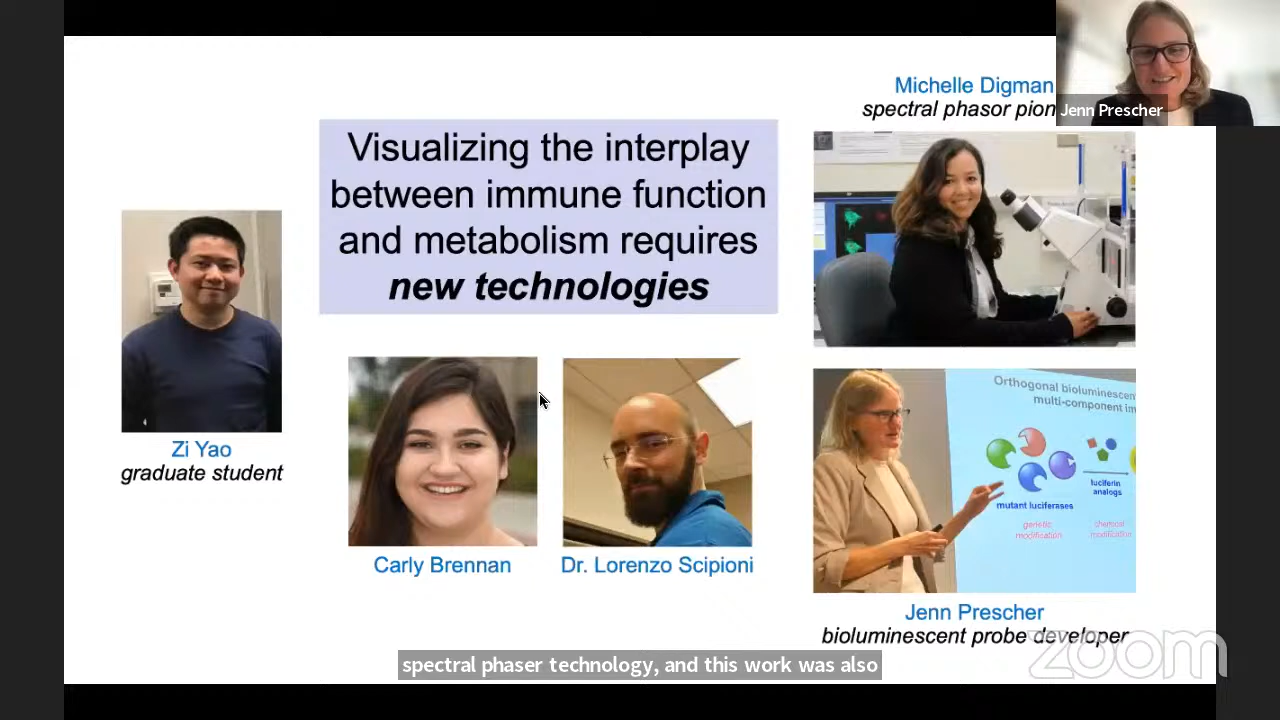 Michelle Digman
spectral phasor pion
Jenn Prescher
Visualizing the interplay
between immune function
and metabolism requires
new technologies
Zi Yao
graduate student
Carly Brennan
Dr. Lorenzo Scipioni
Orthogonal bioluminescen
multi-component im
mutant luciferases
luciferin
analogs
genetic
modification
chemical
modification
Jenn Prescher
bioluminescent probe developer
spectral phaser technology, and this work was also
zoom